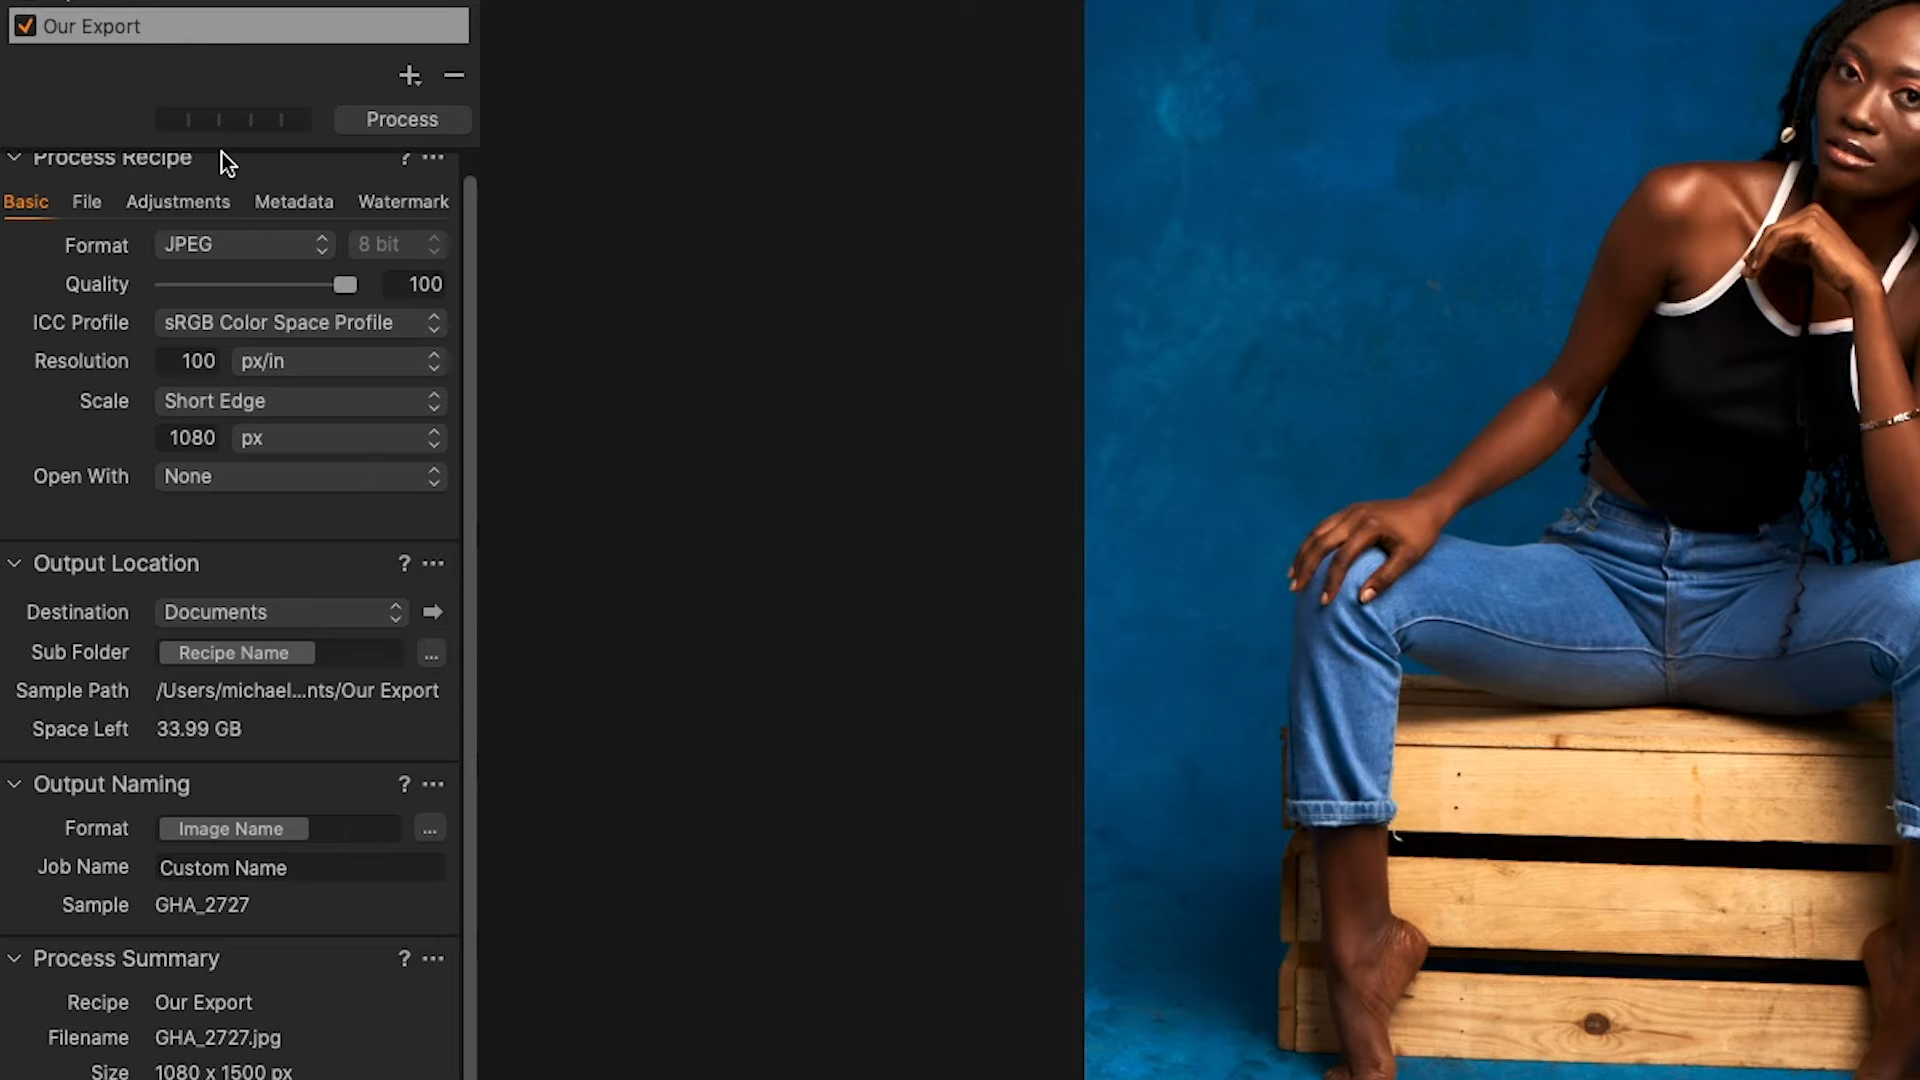 Our Export
Process
Process Recipe ? ...
Basic File Adjustments Metadata Watermark
Format JPEG 8 bit
Quality 100
ICC Profile sRGB Color Space Profile
Resolution 100 px/in
Scale Short Edge
1080 px
Open With None
Output Location ? ...
Destination Documents
Sub Folder Recipe Name ...
Sample Path /Users/michael...nts/Our Export
Space Left 33.99 GB
Output Naming ? ...
Format Image Name ...
Job Name Custom Name
Sample GHA_2727
Process Summary ? ...
Recipe Our Export
Filename GHA_2727.jpg
Size 1080 x 1500 px